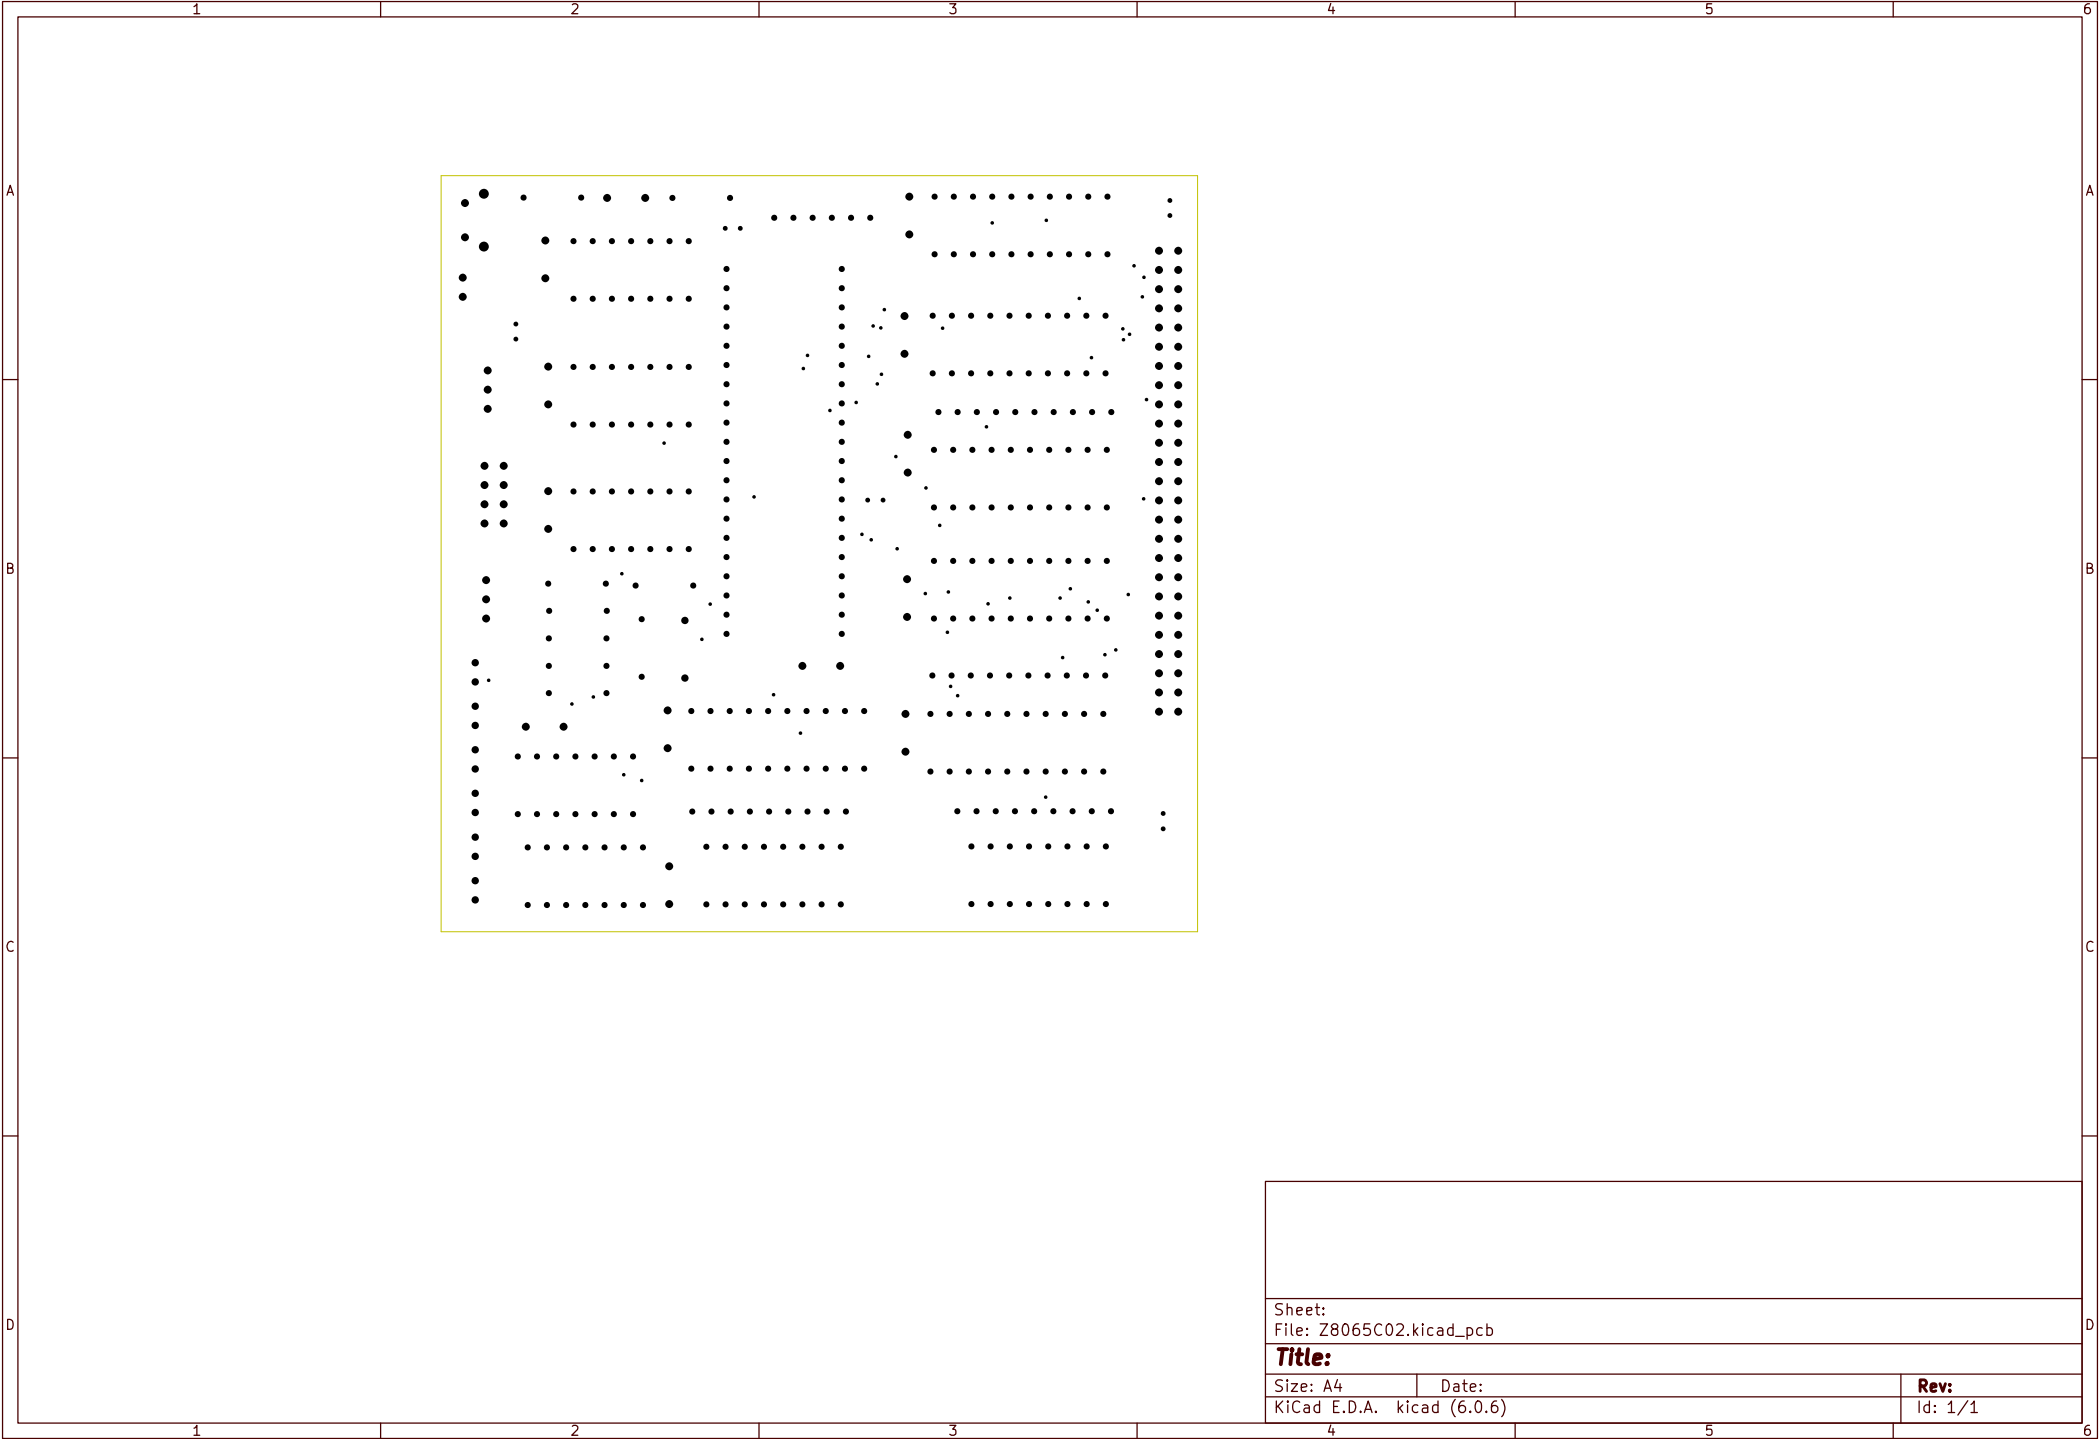 1 2 3 4 5 6
A A
B B
C C
D D
Sheet:
File: Z8065C02.kicad_pcb
Title:
Size: A4 Date: Rev:
KiCad E.D.A. kicad (6.0.6) Id: 1/1
1 2 3 4 5 6